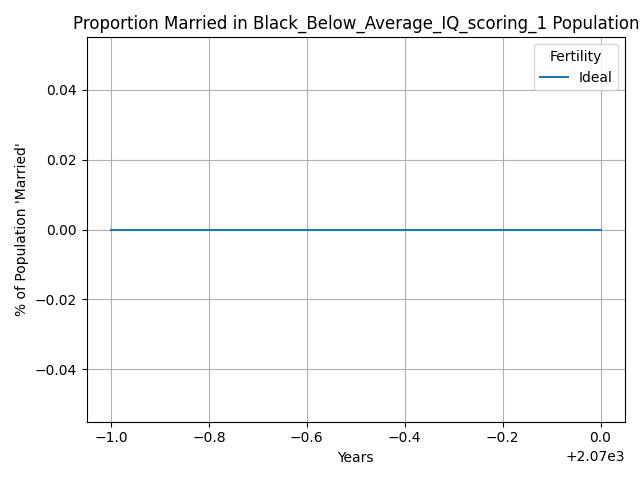 Proportion Married in Black_Below_Average_IQ_scoring_1 Population
Fertility
Ideal
% of Population 'Married'
0.04
0.02
0.00
−0.02
−0.04
−1.0 −0.8 −0.6 −0.4 −0.2 0.0
+2.07e3
Years